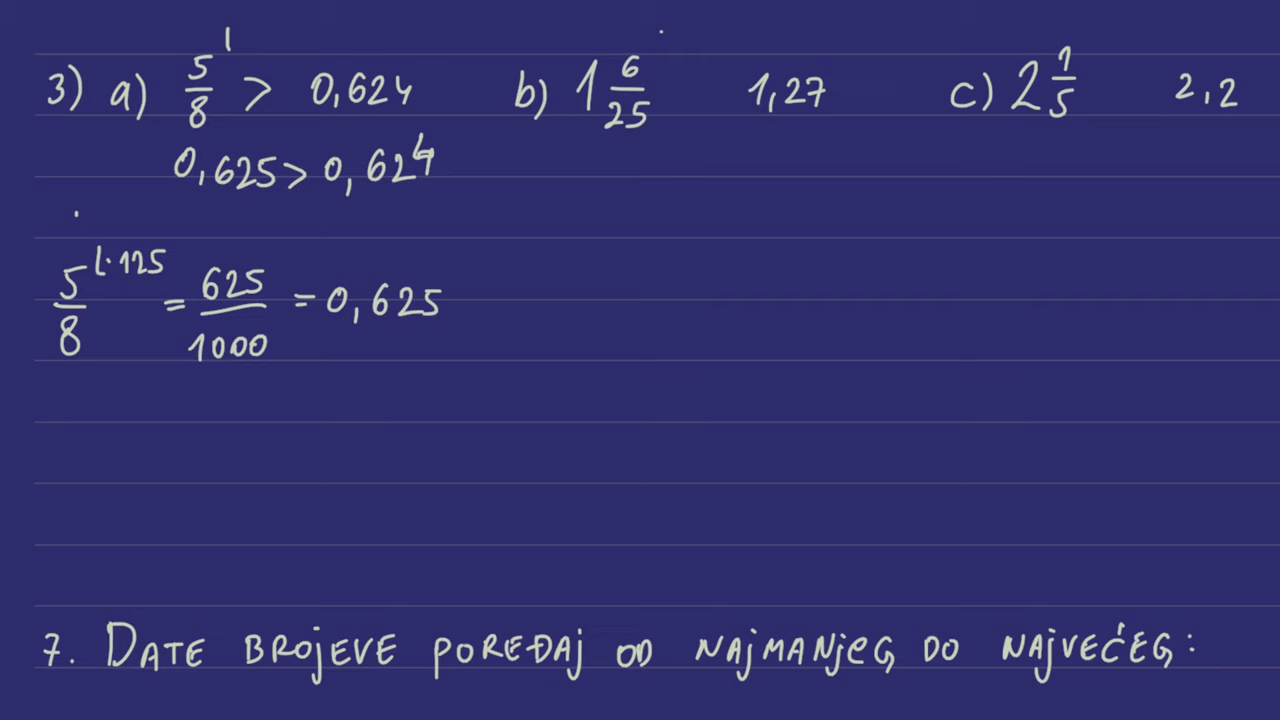 3) a) 5/8 > 0,624 b) 1 6/25 1,27 c) 2 1/5 2,2
0,625 > 0,624
5/8 |·125 = 625/1000 = 0,625
7. DATE BROjEVE POREĐAj OD NAjMANjEG DO NAjVEĆEG: